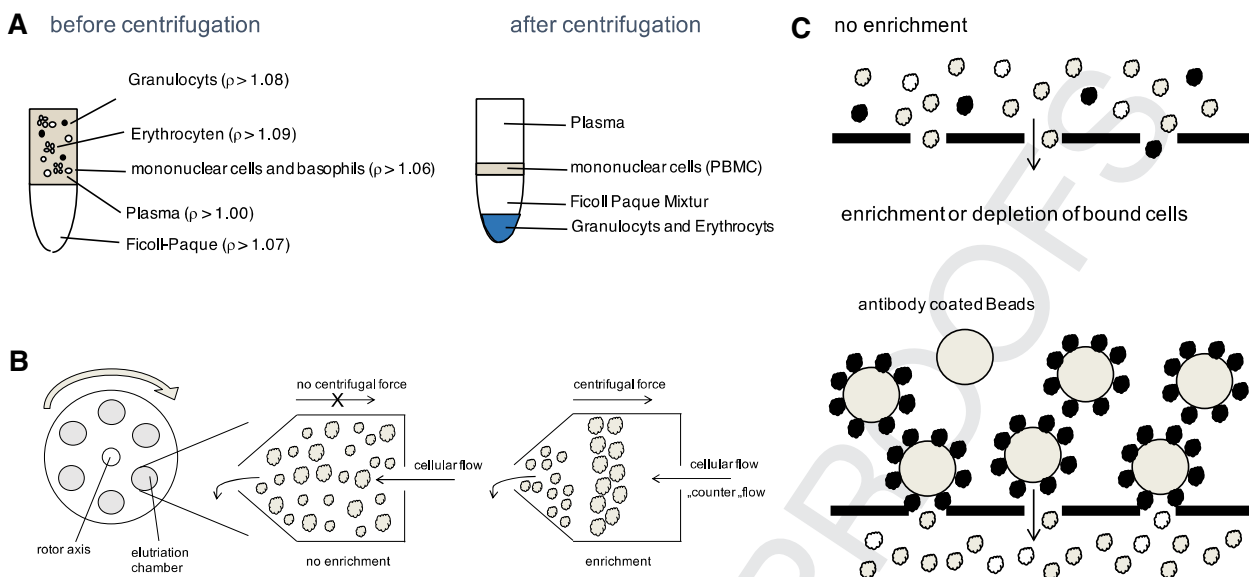 A
before centrifugation
after centrifugation
Granulocyts (ρ > 1.08)
Erythrocyten (ρ > 1.09)
mononuclear cells and basophils (ρ > 1.06)
Plasma (ρ > 1.00)
Ficoll-Paque (ρ > 1.07)
Plasma
mononuclear cells (PBMC)
Ficoll Paque Mixtur
Granulocyts and Erythrocyts
B
no centrifugal force
X
cellular flow
rotor axis
elutriation
chamber
no enrichment
centrifugal force
cellular flow
„counter „flow
enrichment
C
no enrichment
enrichment or depletion of bound cells
antibody coated Beads
PROOFS